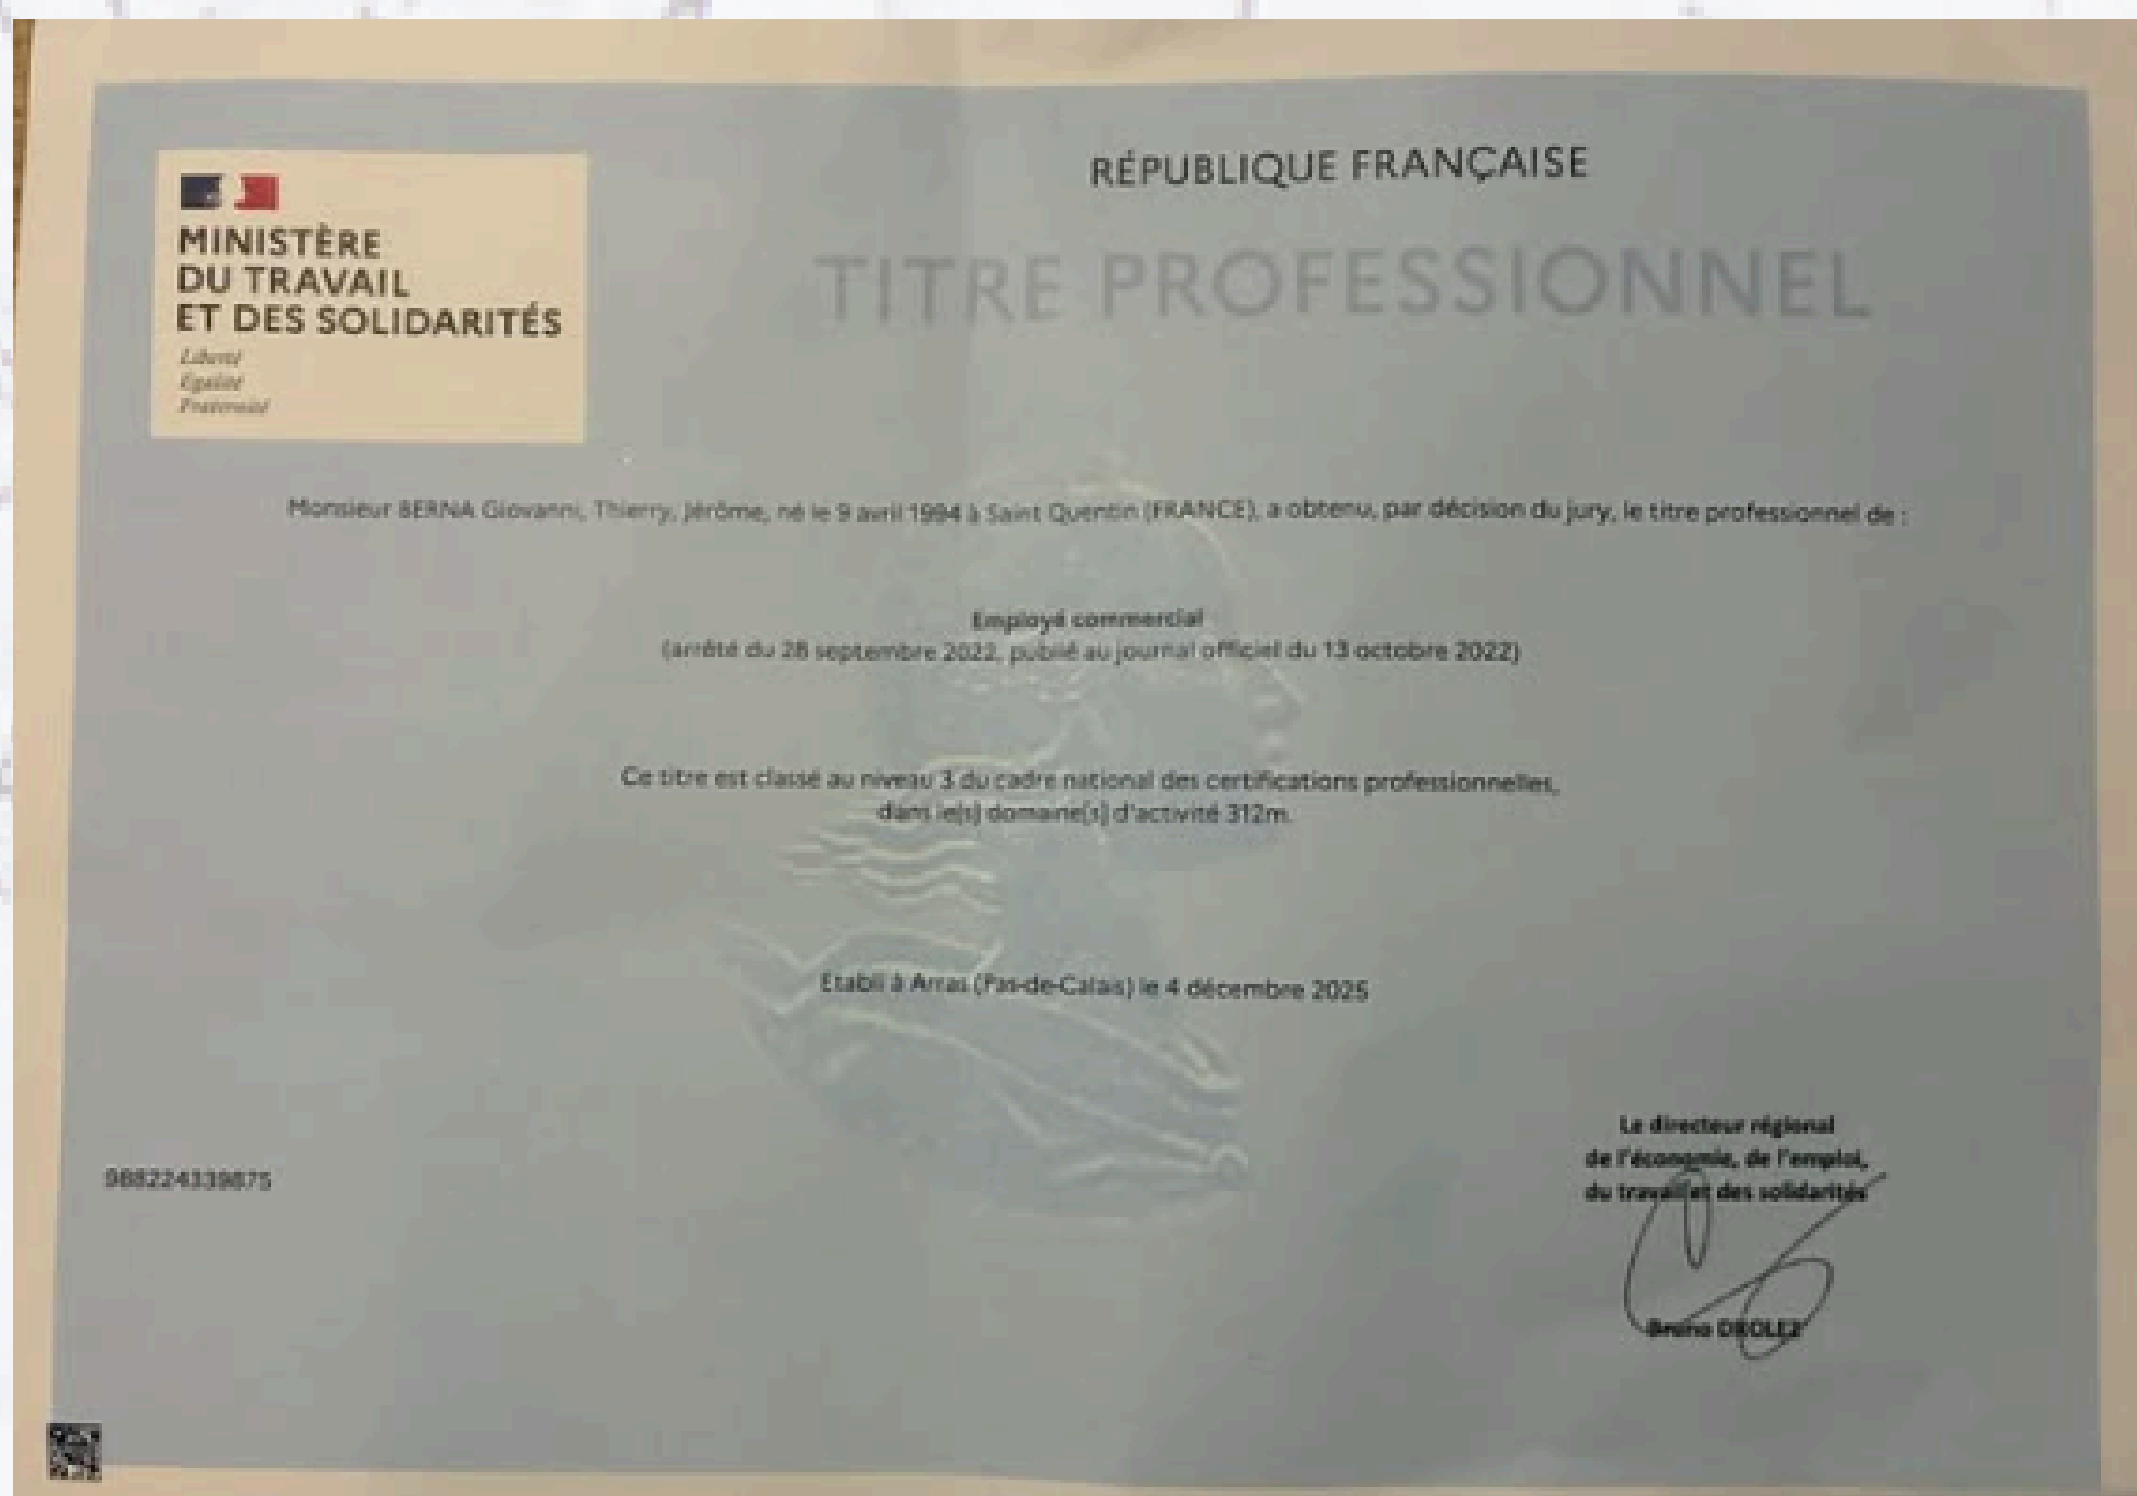 MINISTÈRE
DU TRAVAIL
ET DES SOLIDARITÉS
Liberté
Égalité
Fraternité
RÉPUBLIQUE FRANÇAISE
TITRE PROFESSIONNEL
Monsieur BERNA Giovanni, Thierry, Jérôme, né le 9 avril 1994 à Saint Quentin (FRANCE), a obtenu, par décision du jury, le titre professionnel de :
Employé commercial
(arrêté du 28 septembre 2022, publié au journal officiel du 13 octobre 2022)
Ce titre est classé au niveau 3 du cadre national des certifications professionnelles,
dans le(s) domaine(s) d'activité 312m.
Etabli à Arras (Pas-de-Calais) le 4 décembre 2025
988224339875
Le directeur régional
de l'économie, de l'emploi,
du travail et des solidarités
Bruno DROLEZ